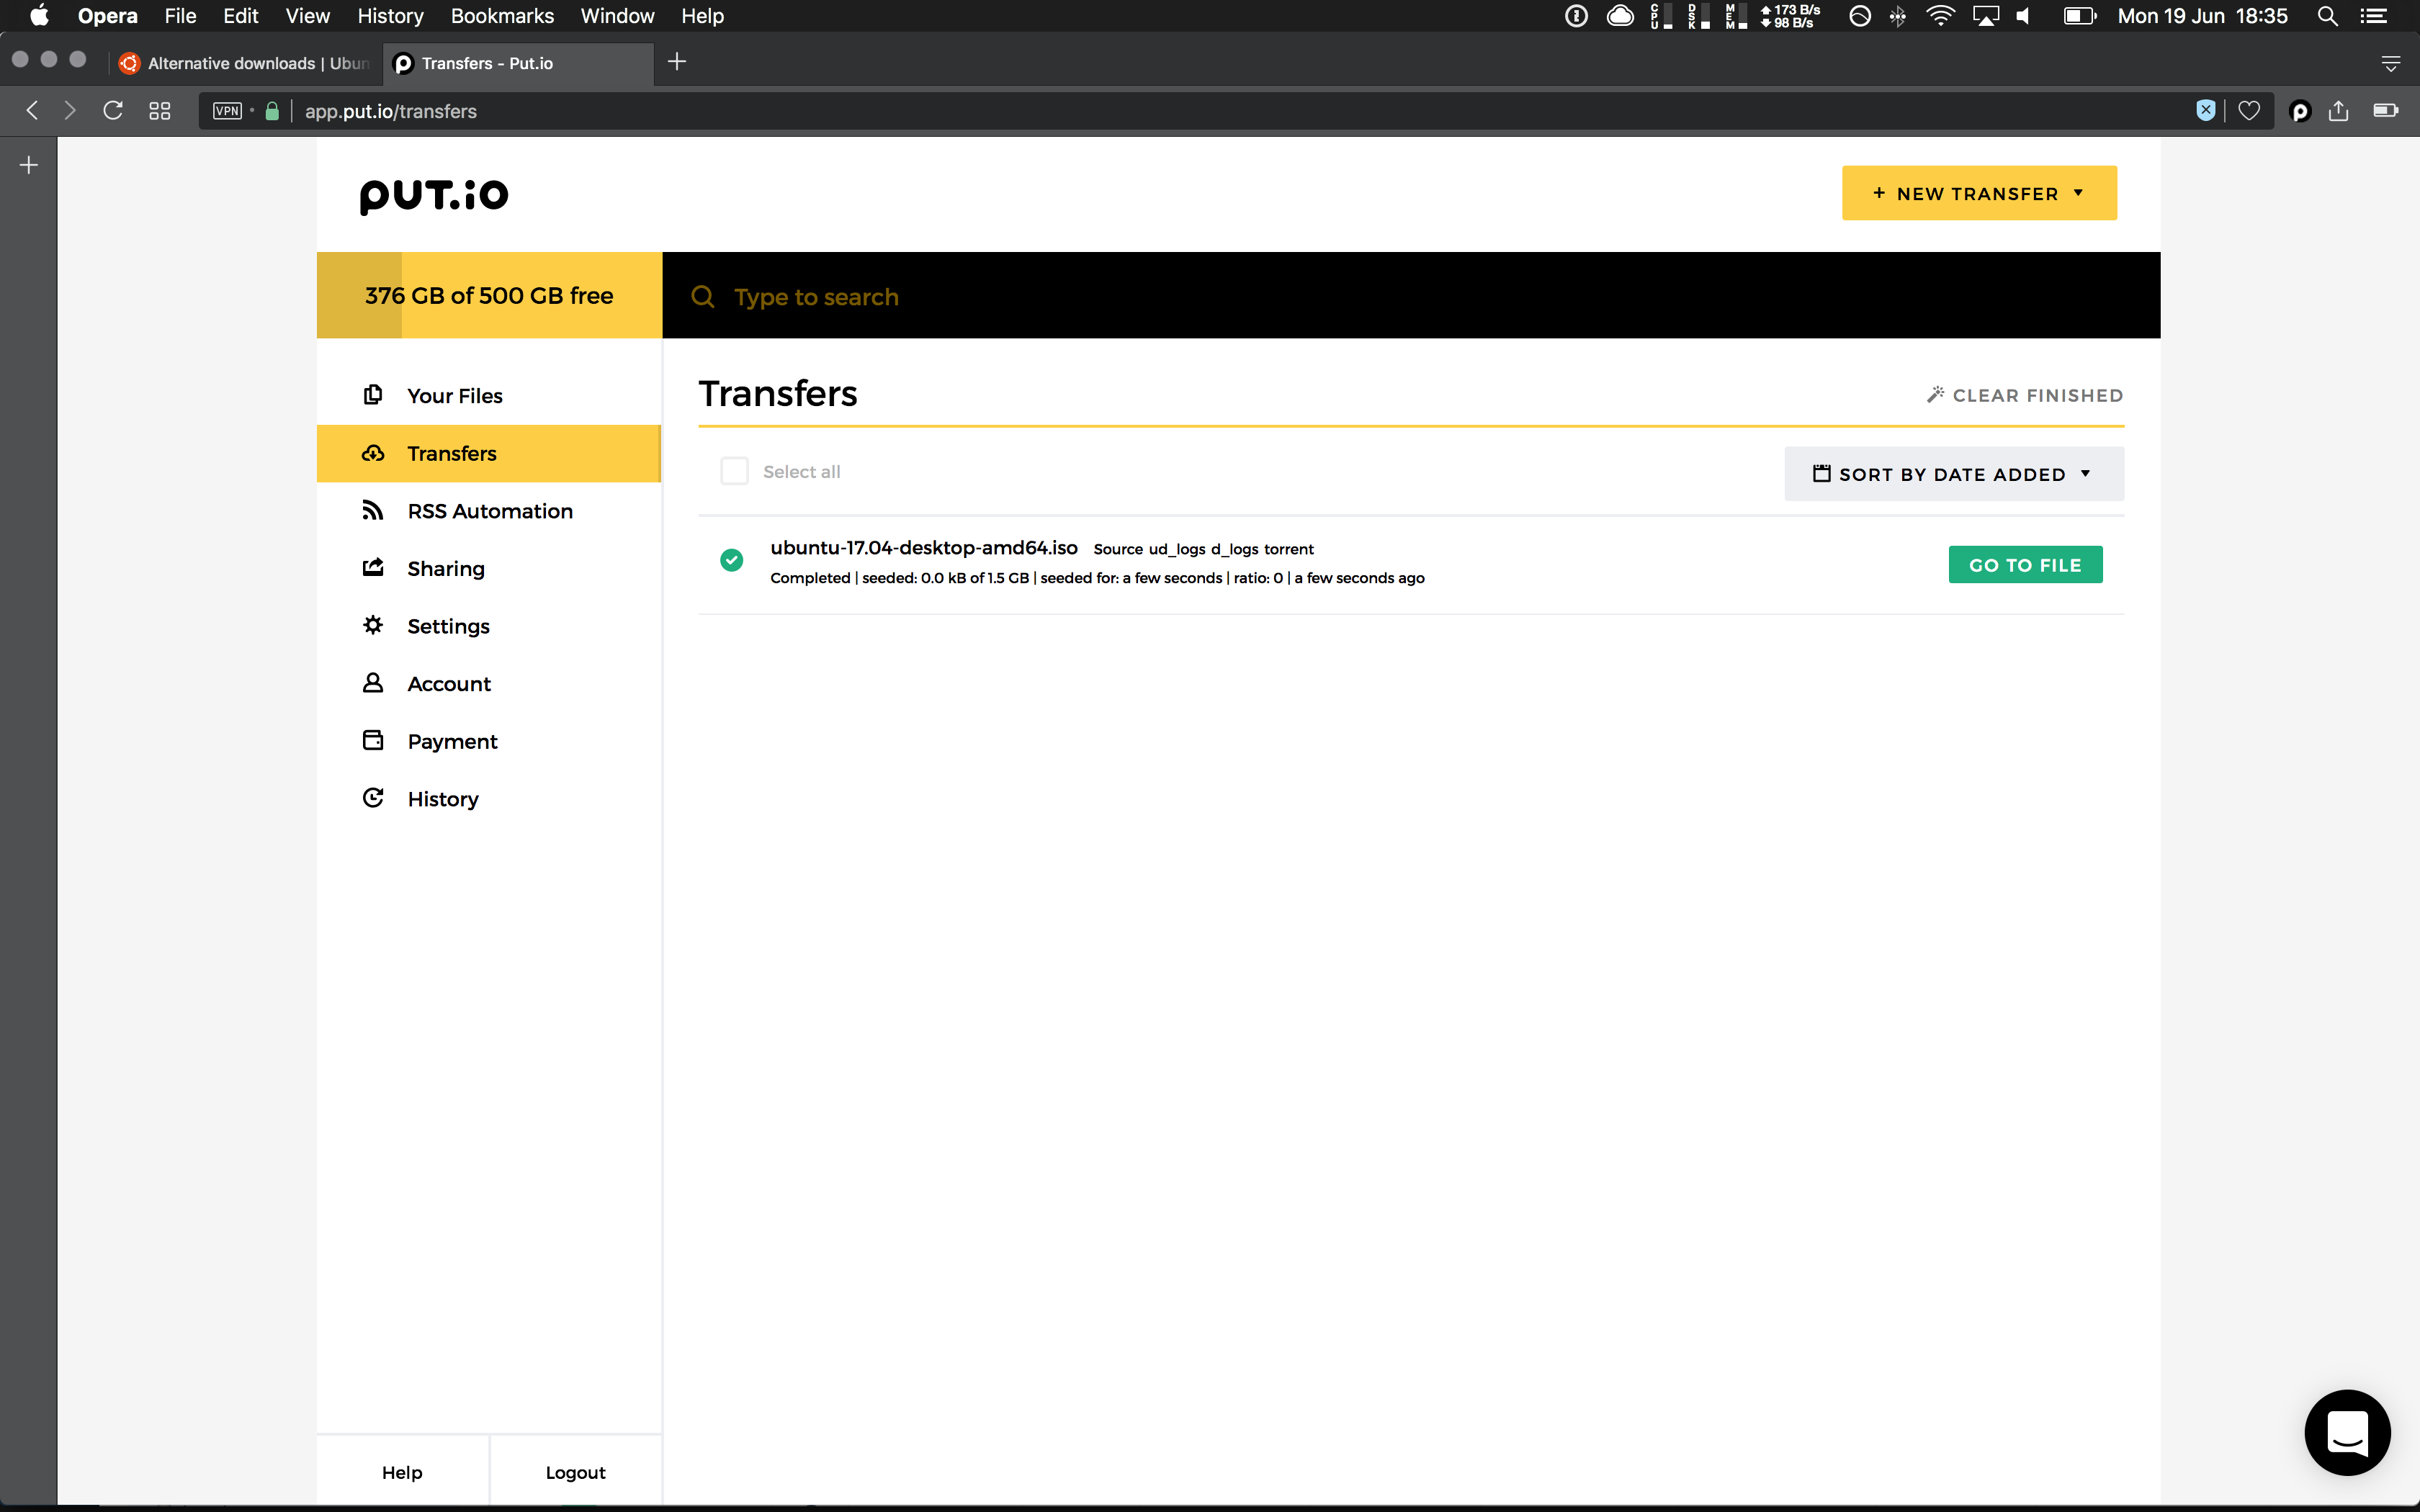 Opera File Edit View History Bookmarks Window Help
CPU DSK MEM 173 B/s 98 B/s Mon 19 Jun 18:35
Alternative downloads | Ubun
Transfers - Put.io
VPN app.put.io/transfers
PUT.io
+ NEW TRANSFER
376 GB of 500 GB free
Type to search
Your Files
Transfers
RSS Automation
Sharing
Settings
Account
Payment
History
Help
Logout
Transfers
CLEAR FINISHED
Select all
SORT BY DATE ADDED
ubuntu-17.04-desktop-amd64.iso Source ud_logs d_logs torrent
Completed | seeded: 0.0 kB of 1.5 GB | seeded for: a few seconds | ratio: 0 | a few seconds ago
GO TO FILE